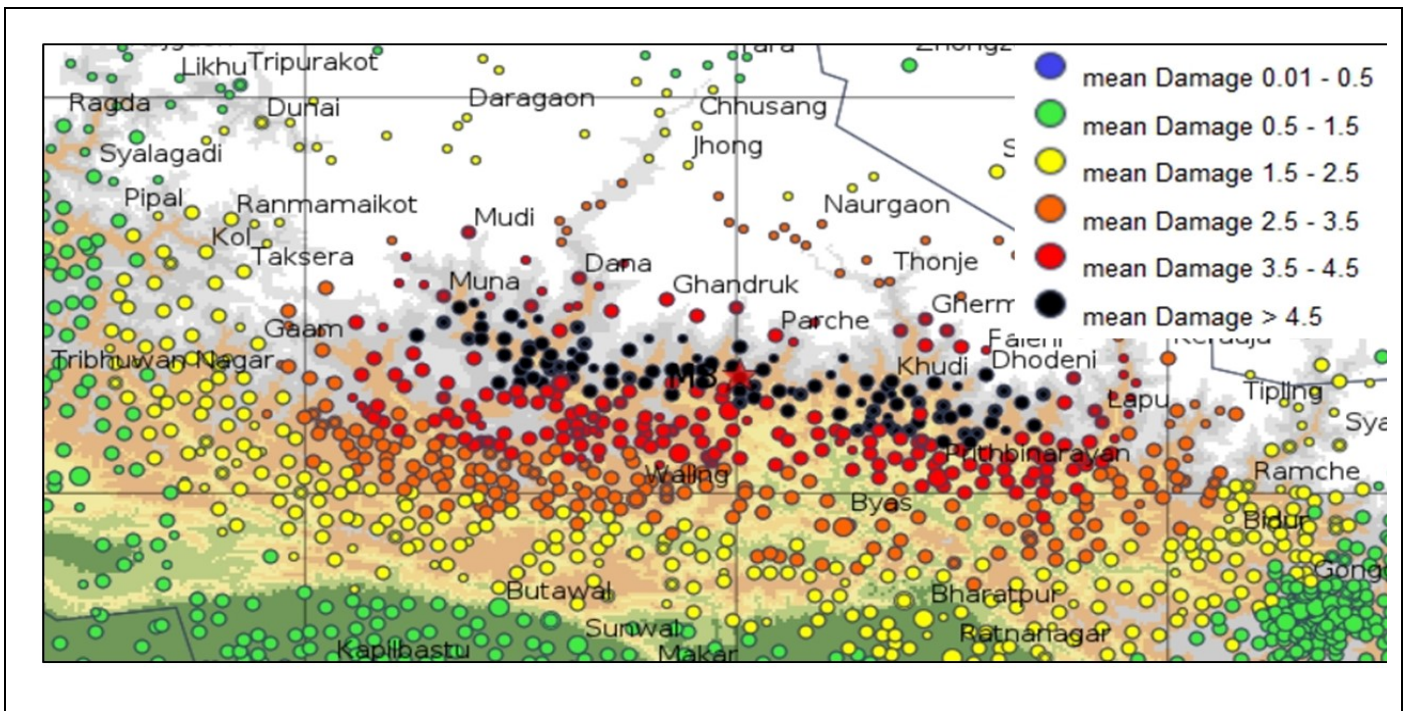 Likhu
Tripurakot
mean Damage 0.01 - 0.5
Ragda
Dunai
Daragaon
Chhusang
mean Damage 0.5 - 1.5
Syalagadi
Jhong
S
mean Damage 1.5 - 2.5
Pipal
Ranmamaikot
Mudi
Naurgaon
mean Damage 2.5 - 3.5
Kol
Taksera
Dana
Thonje
mean Damage 3.5 - 4.5
Muna
Ghandruk
Gherm
mean Damage > 4.5
Gaam
Parche
Tribhuwan Nagar
M8
Khudi
Dhodeni
Lapu
Tipling
Sya
Waling
Prithbinarayan
Ramche
Byas
Bidur
Gong
Butawal
Bharatpur
Sunwal
Ratnanagar
Kapilbastu
Makar